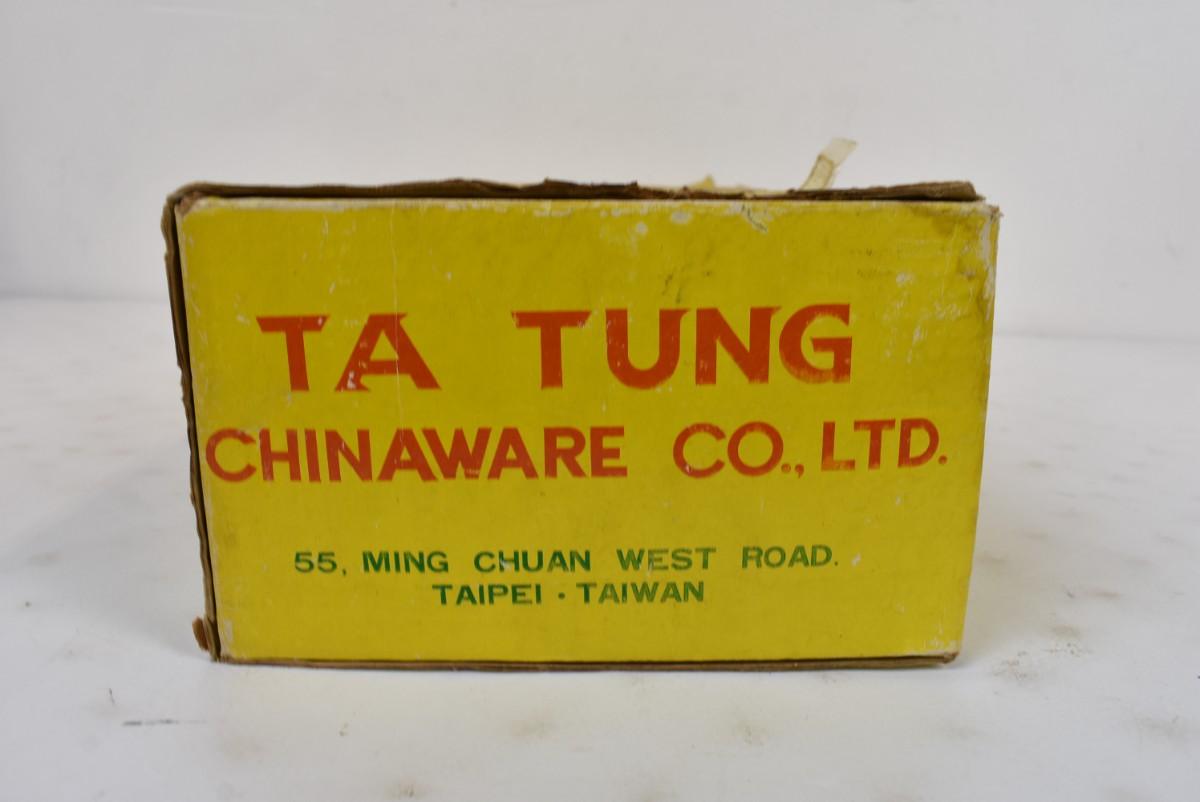 TA TUNG
CHINAWARE CO., LTD.
55, MING CHUAN WEST ROAD.
TAIPEI · TAIWAN